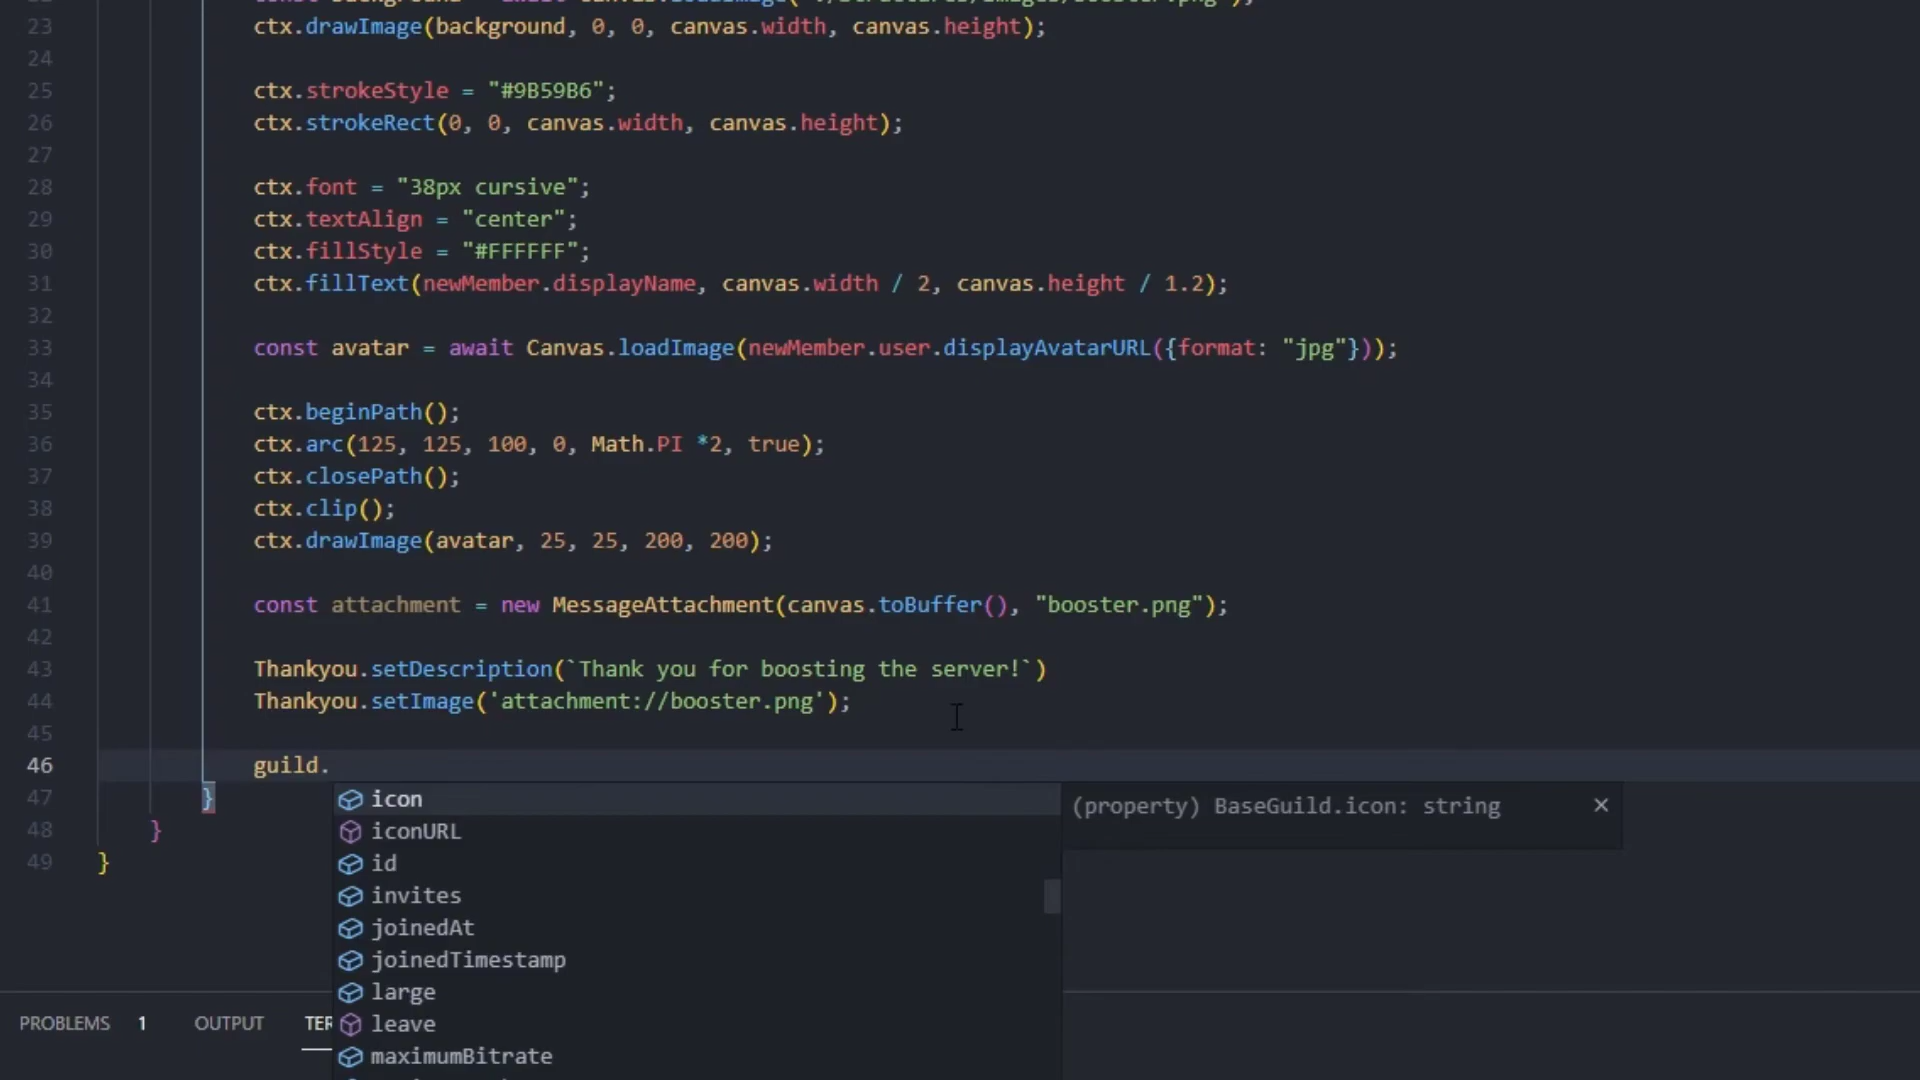 23 ctx.drawImage(background, 0, 0, canvas.width, canvas.height);
24
25 ctx.strokeStyle = "#9B59B6";
26 ctx.strokeRect(0, 0, canvas.width, canvas.height);
27
28 ctx.font = "38px cursive";
29 ctx.textAlign = "center";
30 ctx.fillStyle = "#FFFFFF";
31 ctx.fillText(newMember.displayName, canvas.width / 2, canvas.height / 1.2);
32
33 const avatar = await Canvas.loadImage(newMember.user.displayAvatarURL({format: "jpg"}));
34
35 ctx.beginPath();
36 ctx.arc(125, 125, 100, 0, Math.PI *2, true);
37 ctx.closePath();
38 ctx.clip();
39 ctx.drawImage(avatar, 25, 25, 200, 200);
40
41 const attachment = new MessageAttachment(canvas.toBuffer(), "booster.png");
42
43 Thankyou.setDescription(`Thank you for boosting the server!`)
44 Thankyou.setImage('attachment://booster.png');
45
46 guild.
47 }
48 }
49 }
icon
iconURL
id
invites
joinedAt
joinedTimestamp
large
leave
maximumBitrate
(property) BaseGuild.icon: string ×
PROBLEMS 1 OUTPUT TER